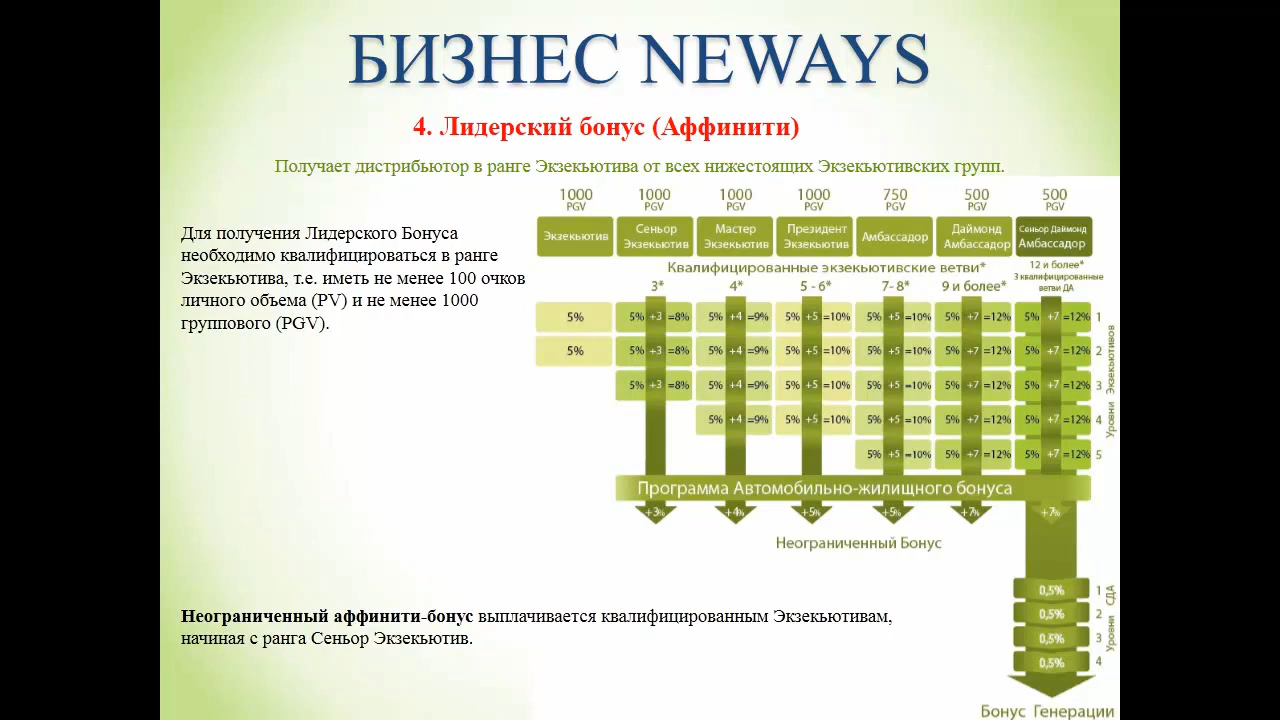 БИЗНЕС NEWAYS
4. Лидерский бонус (Аффинити)
Получает дистрибьютор в ранге Экзекьютива от всех нижестоящих Экзекьютивских групп.
Для получения Лидерского Бонуса
необходимо квалифицироваться в ранге
Экзекьютива, т.е. иметь не менее 100 очков
личного объема (PV) и не менее 1000
группового (PGV).
1000 1000 1000 1000 750 500 500
PGV PGV PGV PGV PGV PGV PGV
Экзекьютив
Сеньор
Экзекьютив
Мастер
Экзекьютив
Президент
Экзекьютив
Амбассадор
Даймонд
Амбассадор
Сеньор Даймонд
Амбассадор
Квалифицированные экзекьютивские ветви*
3* 4* 5 - 6* 7- 8* 9 и более*
12 и более*
3 квалифицированные
ветви ДА
5% 5% +3 =8% 5% +4 =9% 5% +5 =10% 5% +5 =10% 5% +7 =12% 5% +7 =12% 1
5% 5% +3 =8% 5% +4 =9% 5% +5 =10% 5% +5 =10% 5% +7 =12% 5% +7 =12% 2
5% +3 =8% 5% +4 =9% 5% +5 =10% 5% +5 =10% 5% +7 =12% 5% +7 =12% 3
5% +4 =9% 5% +5 =10% 5% +5 =10% 5% +7 =12% 5% +7 =12% 4
5% +5 =10% 5% +7 =12% 5% +7 =12% 5
Уровни Экзекьютивов
Программа Автомобильно-жилищного бонуса
+3% +4% +5% +5% +7% +7%
Неограниченный Бонус
0,5% 1
0,5% 2
0,5% 3
0,5% 4
Уровни СДА
Бонус Генерации
Неограниченный аффинити-бонус выплачивается квалифицированным Экзекьютивам,
начиная с ранга Сеньор Экзекьютив.